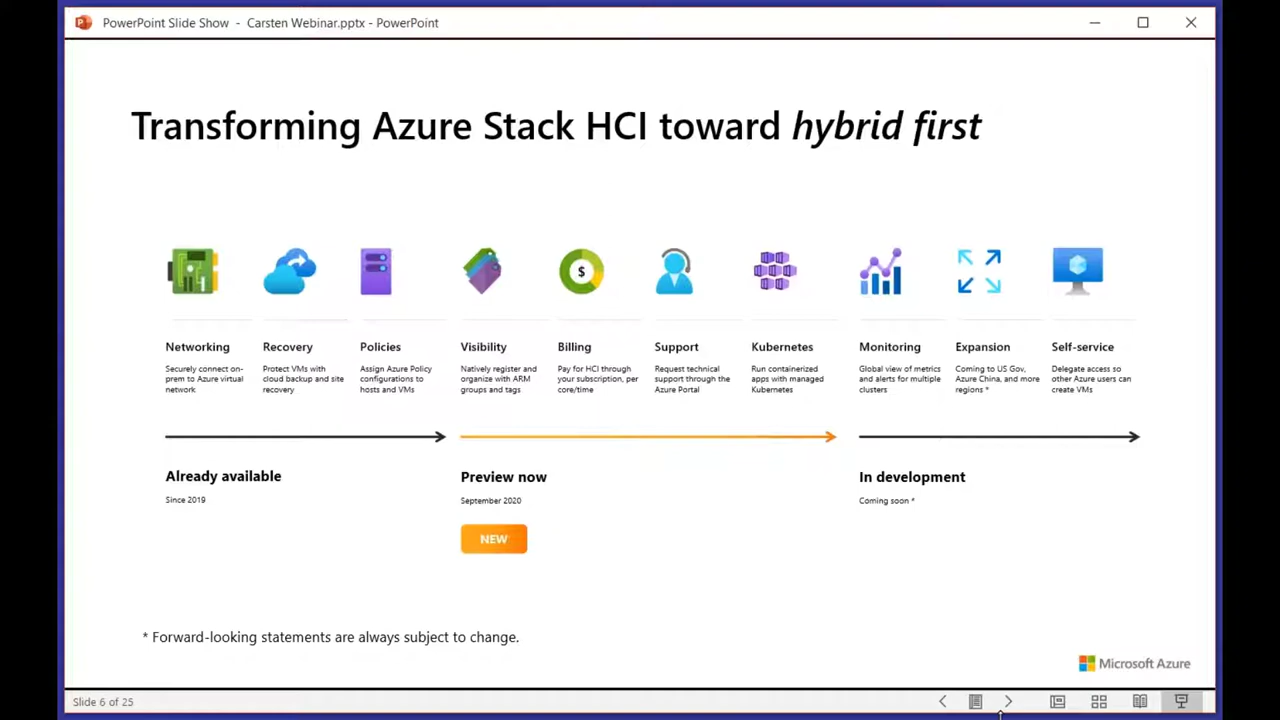 PowerPoint Slide Show - Carsten Webinar.pptx - PowerPoint
Transforming Azure Stack HCI toward hybrid first
$
Networking
Securely connect on-
prem to Azure virtual
network
Recovery
Protect VMs with
cloud backup and site
recovery
Policies
Assign Azure Policy
configurations to
hosts and VMs
Visibility
Natively register and
organize with ARM
groups and tags
Billing
Pay for HCI through
your subscription, per
core/time
Support
Request technical
support through the
Azure Portal
Kubernetes
Run containerized
apps with managed
Kubernetes
Monitoring
Global view of metrics
and alerts for multiple
clusters
Expansion
Coming to US Gov,
Azure China, and more
regions *
Self-service
Delegate access so
other Azure users can
create VMs
Already available
Since 2019
Preview now
September 2020
NEW
In development
Coming soon *
* Forward-looking statements are always subject to change.
Microsoft Azure
Slide 6 of 25